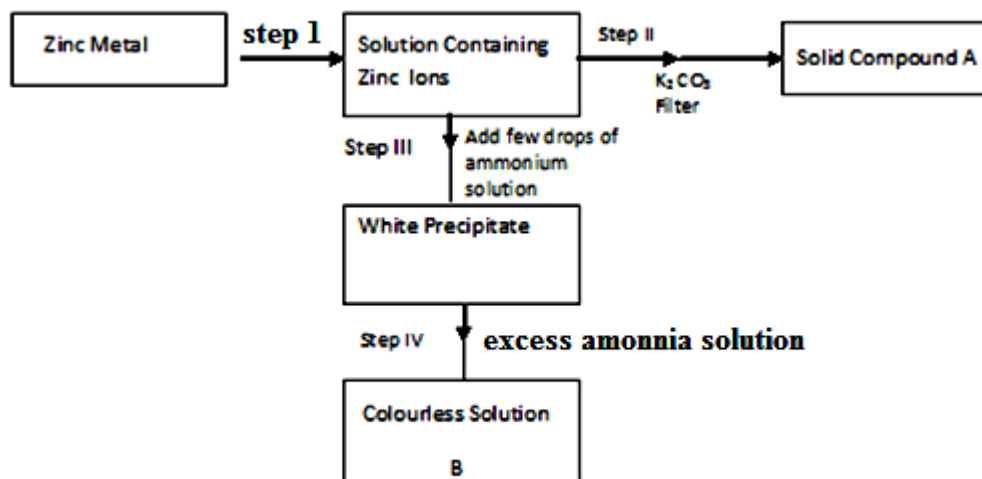 Zinc Metal
step 1
Solution Containing
Zinc Ions
Step II
K₂CO₃
Filter
Solid Compound A
Step III
Add few drops of
ammonium
solution
White Precipitate
Step IV
excess amonnia solution
Colourless Solution
B